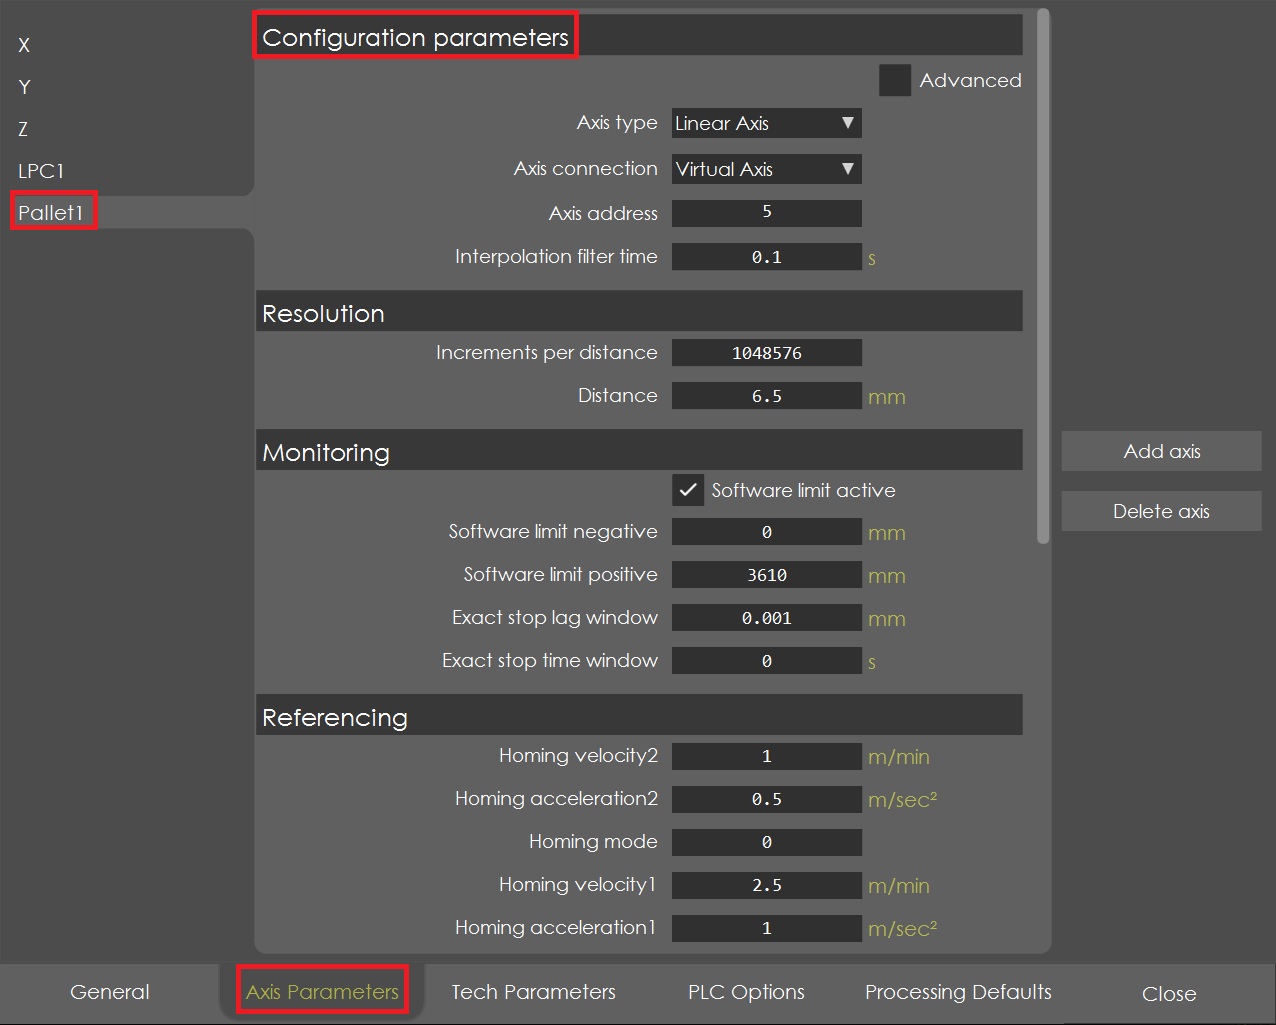 X
Y
Z
LPC1
Pallet1
Configuration parameters
Advanced
Axis type Linear Axis
Axis connection Virtual Axis
Axis address 5
Interpolation filter time 0.1 s
Resolution
Increments per distance 1048576
Distance 6.5 mm
Monitoring
Software limit active
Software limit negative 0 mm
Software limit positive 3610 mm
Exact stop lag window 0.001 mm
Exact stop time window 0 s
Referencing
Homing velocity2 1 m/min
Homing acceleration2 0.5 m/sec²
Homing mode 0
Homing velocity1 2.5 m/min
Homing acceleration1 1 m/sec²
Add axis
Delete axis
General Axis Parameters Tech Parameters PLC Options Processing Defaults Close